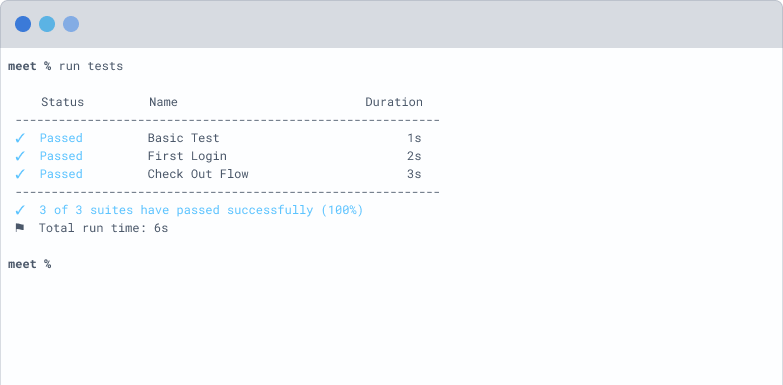 meet % run tests
Status Name Duration
-----------------------------------------------------------
✓ Passed Basic Test 1s
✓ Passed First Login 2s
✓ Passed Check Out Flow 3s
-----------------------------------------------------------
✓ 3 of 3 suites have passed successfully (100%)
⚑ Total run time: 6s
meet %